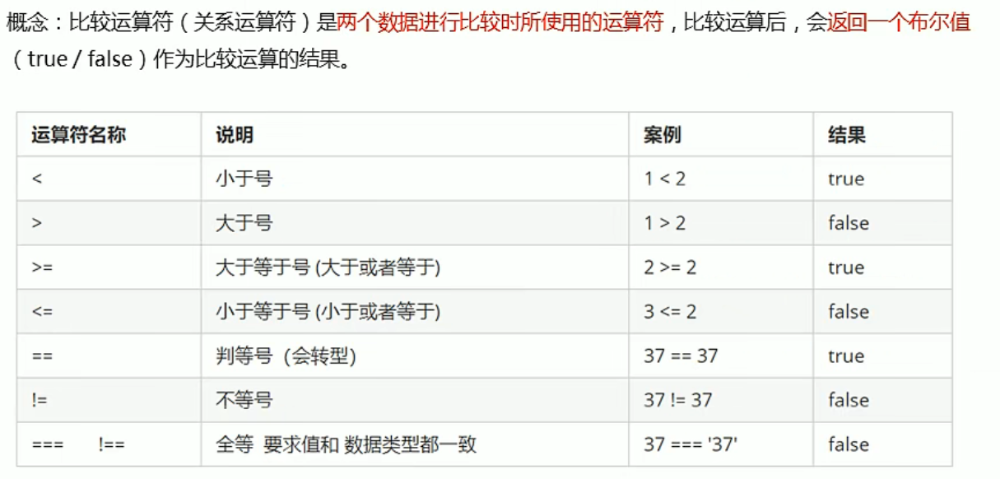 概念：比较运算符（关系运算符）是两个数据进行比较时所使用的运算符，比较运算后，会返回一个布尔值
（true / false）作为比较运算的结果。
运算符名称 说明 案例 结果
< 小于号 1 < 2 true
> 大于号 1 > 2 false
>= 大于等于号 (大于或者等于) 2 >= 2 true
<= 小于等于号 (小于或者等于) 3 <= 2 false
== 判等号（会转型） 37 == 37 true
!= 不等号 37 != 37 false
=== !== 全等 要求值和 数据类型都一致 37 === '37' false